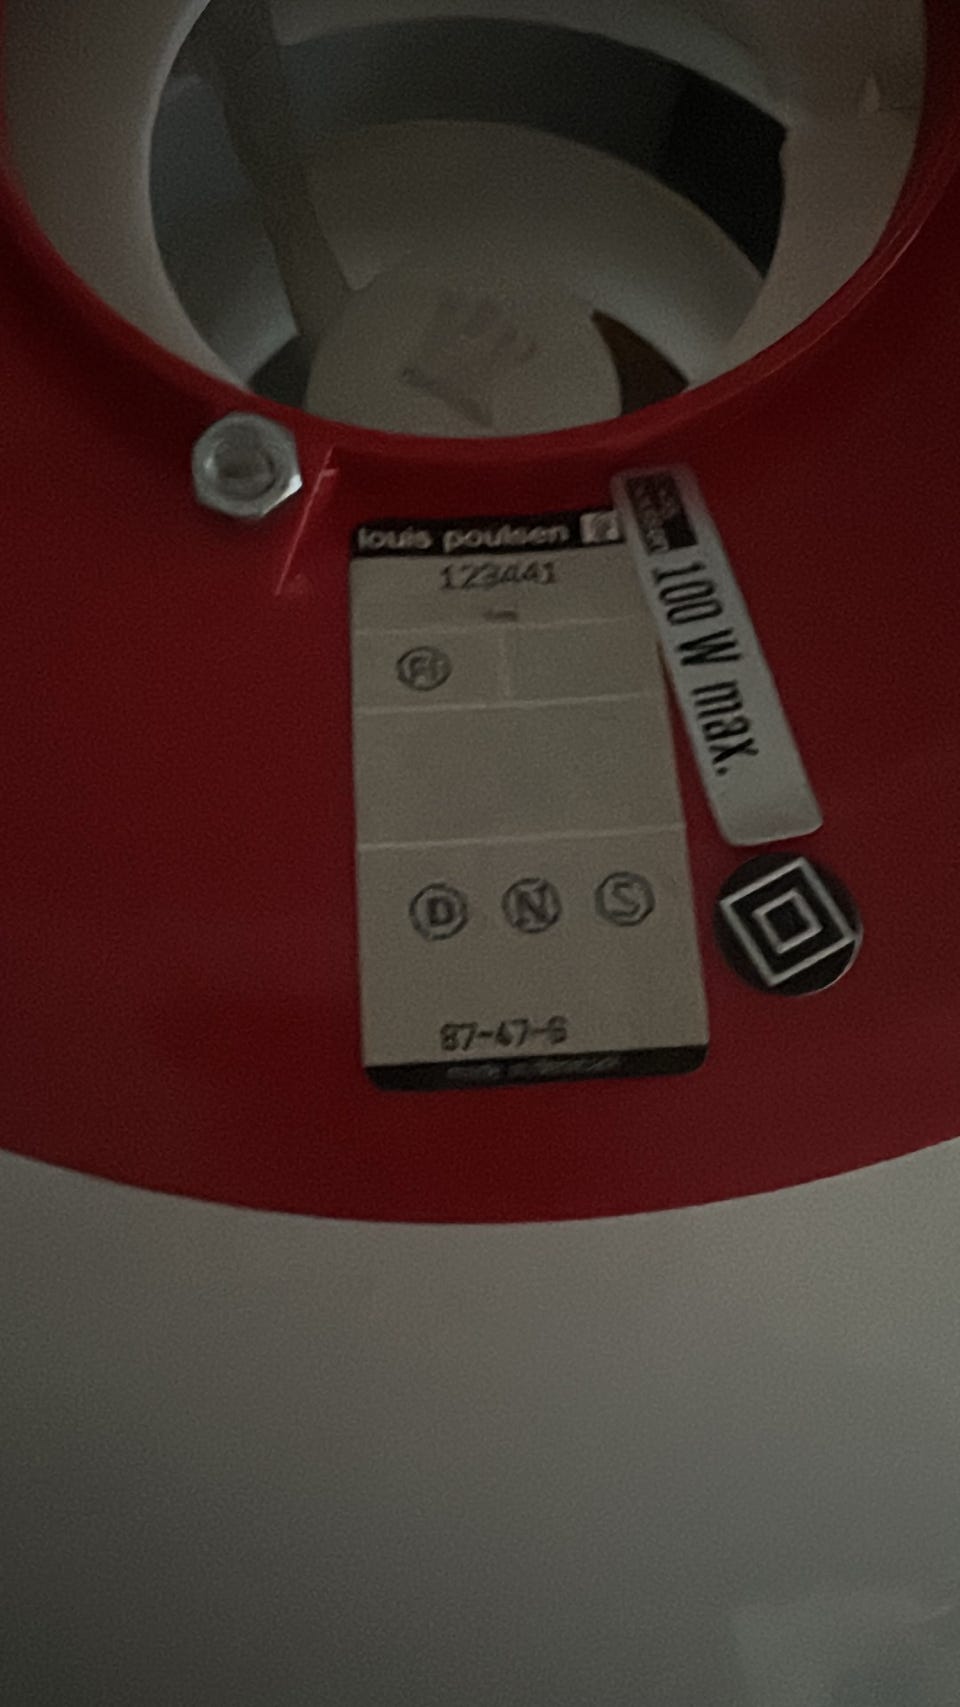 louis poulsen
123441
FI
D N S
87-47-6
100 W max.